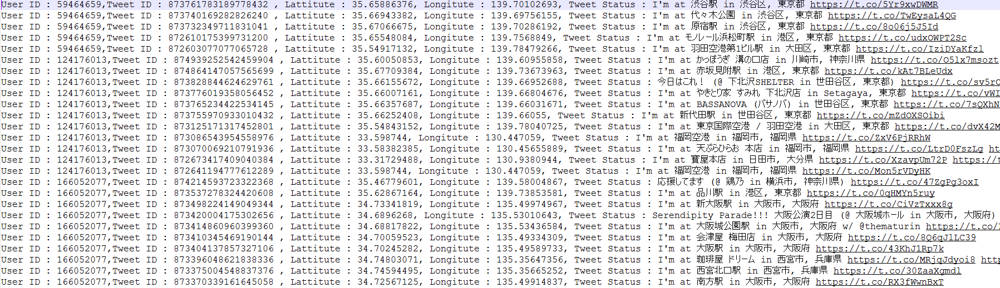 User ID : 59464659,Tweet ID : 873761783189778432 , Lattitute : 35.65886376, Longitute : 139.70102693, Tweet Status : I'm at 渋谷駅 in 渋谷区, 東京都 https://t.co/5Yr9xwDWMR
User ID : 59464659,Tweet ID : 873740169282826240 , Lattitute : 35.66943382, Longitute : 139.69756155, Tweet Status : I'm at 代々木公園 in 渋谷区, 東京都 https://t.co/TwEysaL4QG
User ID : 59464659,Tweet ID : 873732349711831041 , Lattitute : 35.67066675, Longitute : 139.70286192, Tweet Status : I'm at 原宿駅 in 渋谷区, 東京都 https://t.co/8o06j5J5Id
User ID : 59464659,Tweet ID : 872610175399731200 , Lattitute : 35.65548084, Longitute : 139.7568849, Tweet Status : I'm at モノレール浜松町駅 in 港区, 東京都 https://t.co/udxOWPT2Sc
User ID : 59464659,Tweet ID : 872603077077065728 , Lattitute : 35.54917132, Longitute : 139.78479266, Tweet Status : I'm at 羽田空港第1ビル駅 in 大田区, 東京都 https://t.co/IziDYaKfzl
User ID : 124176013,Tweet ID : 874939252542459904 , Lattitute : 35.60050853, Longitute : 139.60955858, Tweet Status : I'm at かっぽうぎ 溝の口店 in 川崎市, 神奈川県 https://t.co/O5lx7msozt
User ID : 124176013,Tweet ID : 874864147057565699 , Lattitute : 35.67709384, Longitute : 139.73673963, Tweet Status : I'm at 赤坂見附駅 in 港区, 東京都 https://t.co/kAt7BLeUdx
User ID : 124176013,Tweet ID : 873828844624629761 , Lattitute : 35.66155672, Longitute : 139.66952688, Tweet Status : 今日はこれ！ (@ 下北沢SHELTER in 世田谷区, 東京都) https://t.co/sv5rC
User ID : 124176013,Tweet ID : 873776019358056452 , Lattitute : 35.66007161, Longitute : 139.66804676, Tweet Status : I'm at やきとり家 すみれ 下北沢店 in Setagaya, 東京都 https://t.co/vWI
User ID : 124176013,Tweet ID : 873765234422534145 , Lattitute : 35.66357687, Longitute : 139.66031671, Tweet Status : I'm at BASSANOVA (バサノバ) in 世田谷区, 東京都 https://t.co/7sQXhN
User ID : 124176013,Tweet ID : 873755970933010432 , Lattitute : 35.66252408, Longitute : 139.66055, Tweet Status : I'm at 新代田駅 in 世田谷区, 東京都 https://t.co/mZdOXSOibi
User ID : 124176013,Tweet ID : 873125171317452801 , Lattitute : 35.54843152, Longitute : 139.78040725, Tweet Status : I'm at 東京国際空港 / 羽田空港 in 大田区, 東京都 https://t.co/dvX42M
User ID : 124176013,Tweet ID : 873086543954558976 , Lattitute : 33.598744, Longitute : 130.447059, Tweet Status : I'm at 福岡空港 in 福岡市, 福岡県 https://t.co/ZxV6PjRRhW
User ID : 124176013,Tweet ID : 873070069210791936 , Lattitute : 33.58382385, Longitute : 130.45655889, Tweet Status : I'm at 天ぷらひらお 本店 in 福岡市, 福岡県 https://t.co/LtrD0FszLg ht
User ID : 124176013,Tweet ID : 872673417409040384 , Lattitute : 33.31729488, Longitute : 130.9380944, Tweet Status : I'm at 寳屋本店 in 日田市, 大分県 https://t.co/XzavpUm72P https://t
User ID : 124176013,Tweet ID : 872641194777612289 , Lattitute : 33.598744, Longitute : 130.447059, Tweet Status : I'm at 福岡空港 in 福岡市, 福岡県 https://t.co/Mon5rVDyHK
User ID : 166052077,Tweet ID : 874214593723322368 , Lattitute : 35.46779601, Longitute : 139.58004867, Tweet Status : 応援してます (@ 鶏乃 in 横浜市, 神奈川県) https://t.co/47ZgPg3oxI
User ID : 166052077,Tweet ID : 873537278324420608 , Lattitute : 35.62867164, Longitute : 139.73853581, Tweet Status : I'm at 品川駅 in 港区, 東京都 https://t.co/0qHMYn5ruy
User ID : 166052077,Tweet ID : 873498224149049344 , Lattitute : 34.73341819, Longitute : 135.49974967, Tweet Status : I'm at 新大阪駅 in 大阪市, 大阪府 https://t.co/CiVzTxxx8g
User ID : 166052077,Tweet ID : 873420004175302656 , Lattitute : 34.6896268, Longitute : 135.53010643, Tweet Status : Serendipity Parade!!! 大阪公演2日目 (@ 大阪城ホール in 大阪市, 大阪府)
User ID : 166052077,Tweet ID : 873414860960399360 , Lattitute : 34.68817822, Longitute : 135.53436584, Tweet Status : I'm at 大阪城公園駅 in 大阪市, 大阪府 w/ @thematurin https://t.co/
User ID : 166052077,Tweet ID : 873410345469190144 , Lattitute : 34.70059523, Longitute : 135.49334309, Tweet Status : I'm at 会津屋 梅田店 in 大阪市, 大阪府 https://t.co/8Q6qJlLC39
User ID : 166052077,Tweet ID : 873404137857327106 , Lattitute : 34.70245282, Longitute : 135.49589733, Tweet Status : I'm at 大阪駅 in 大阪市, 大阪府 https://t.co/43KhJ1Rp7k
User ID : 166052077,Tweet ID : 873396048621838336 , Lattitute : 34.74803071, Longitute : 135.35647356, Tweet Status : I'm at 珈琲屋 ドリーム in 西宮市, 兵庫県 https://t.co/MRjqJdyoi8 http
User ID : 166052077,Tweet ID : 873375004548837376 , Lattitute : 34.74594495, Longitute : 135.35665252, Tweet Status : I'm at 西宮北口駅 in 西宮市, 兵庫県 https://t.co/30ZaaXgmdl
User ID : 166052077,Tweet ID : 873370339161645058 , Lattitute : 34.72567125, Longitute : 135.49914837, Tweet Status : I'm at 南方駅 in 大阪市, 大阪府 https://t.co/RX3fWwnBxT